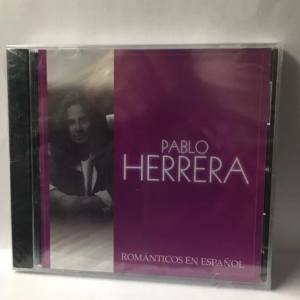 PABLO
HERRERA
ROMÁNTICOS EN ESPAÑOL